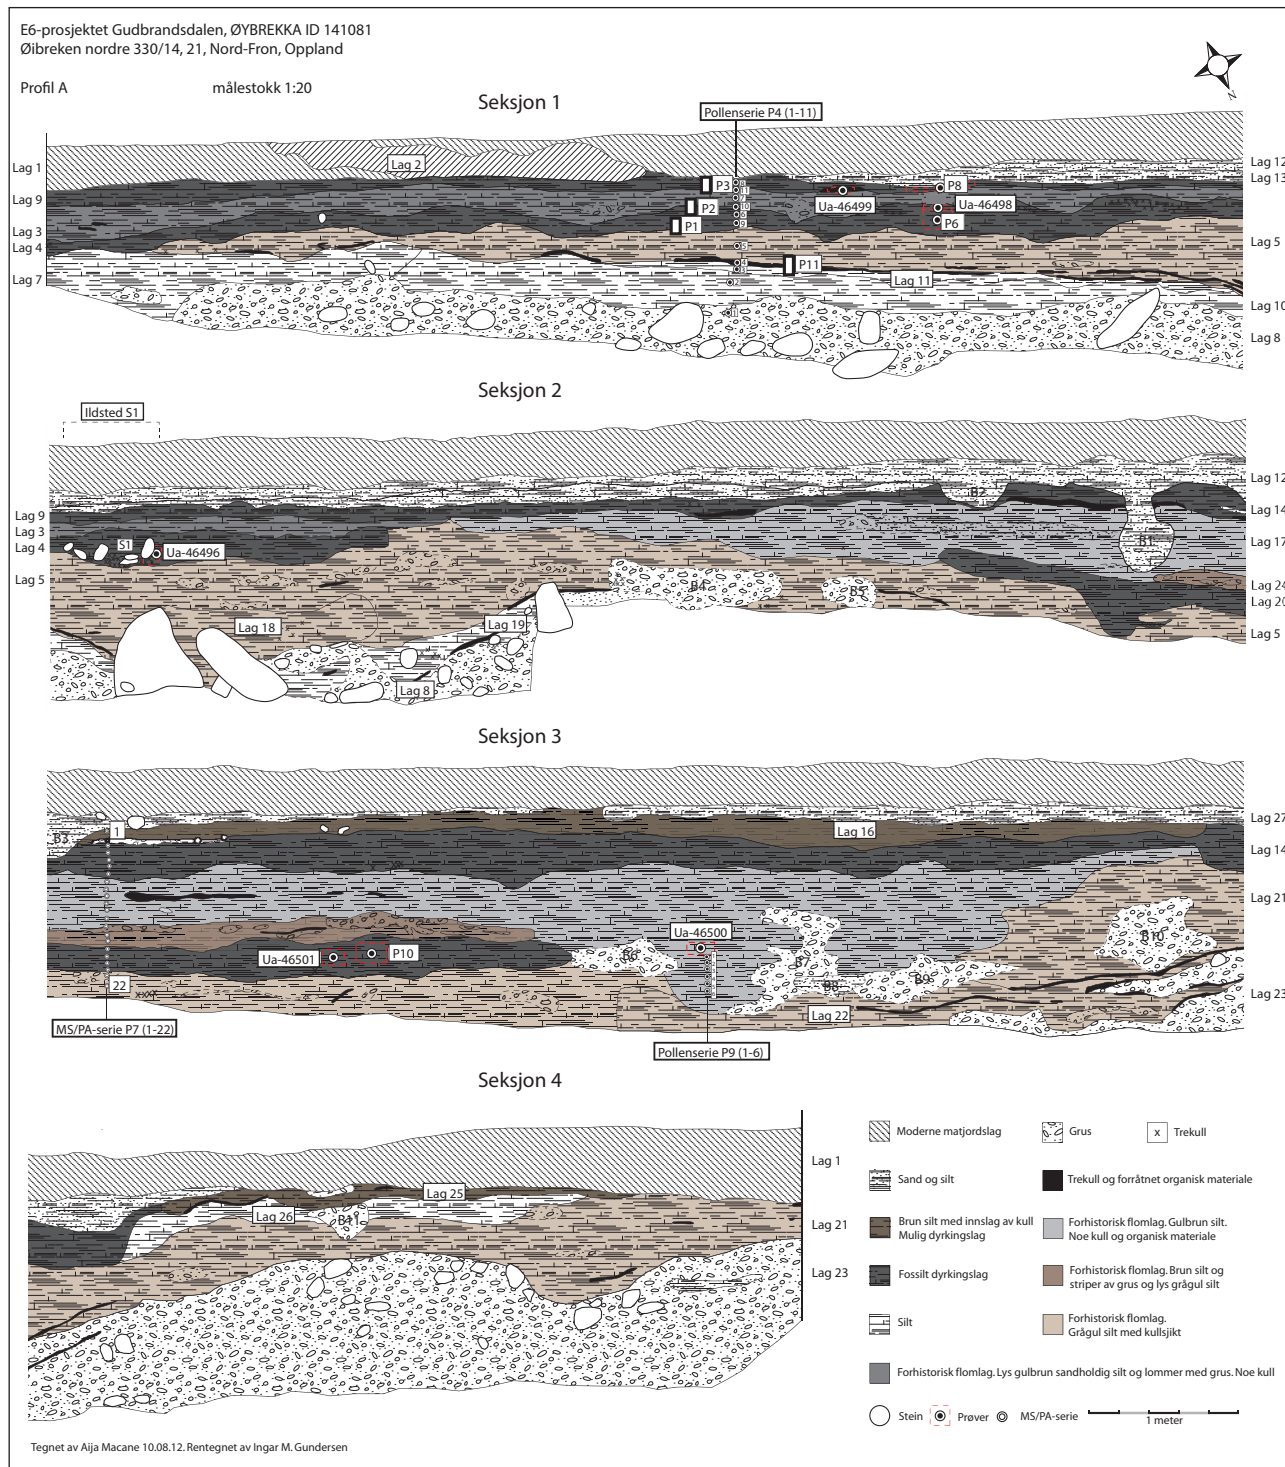 E6-prosjektet Gudbrandsdalen, ØYBREKKA ID 141081
Øibreken nordre 330/14, 21, Nord-Fron, Oppland
Profil A
målestokk 1:20
N
Seksjon 1
Pollenserie P4 (1-11)
Lag 1
Lag 2
Lag 12
Lag 13
P3
P8
Lag 9
P2
Ua-46499
Ua-46498
P1
P6
Lag 3
Lag 4
Lag 5
P11
Lag 7
Lag 11
Lag 10
Lag 8
Seksjon 2
Ildsted S1
Lag 12
B2
Lag 9
Lag 14
Lag 3
B1
Lag 4
S1
Ua-46496
Lag 17
Lag 5
B4
B5
Lag 24
Lag 20
Lag 18
Lag 19
Lag 5
Lag 8
Seksjon 3
1
Lag 16
Lag 27
B3
Lag 14
Lag 21
Ua-46500
B10
Ua-46501
P10
B6
B7
B8
B9
22
Lag 23
Lag 22
MS/PA-serie P7 (1-22)
Pollenserie P9 (1-6)
Seksjon 4
Lag 1
Lag 25
Lag 26
B11
Lag 21
Lag 23
Moderne matjordslag
Grus
x Trekull
Sand og silt
Trekull og forråtnet organisk materiale
Brun silt med innslag av kull
Mulig dyrkingslag
Forhistorisk flomlag. Gulbrun silt.
Noe kull og organisk materiale
Fossilt dyrkingslag
Forhistorisk flomlag. Brun silt og
striper av grus og lys grågul silt
Silt
Forhistorisk flomlag.
Grågul silt med kullsjikt
Forhistorisk flomlag. Lys gulbrun sandholdig silt og lommer med grus. Noe kull
Stein
Prøver
MS/PA-serie
1 meter
Tegnet av Aija Macane 10.08.12. Rentegnet av Ingar M. Gundersen